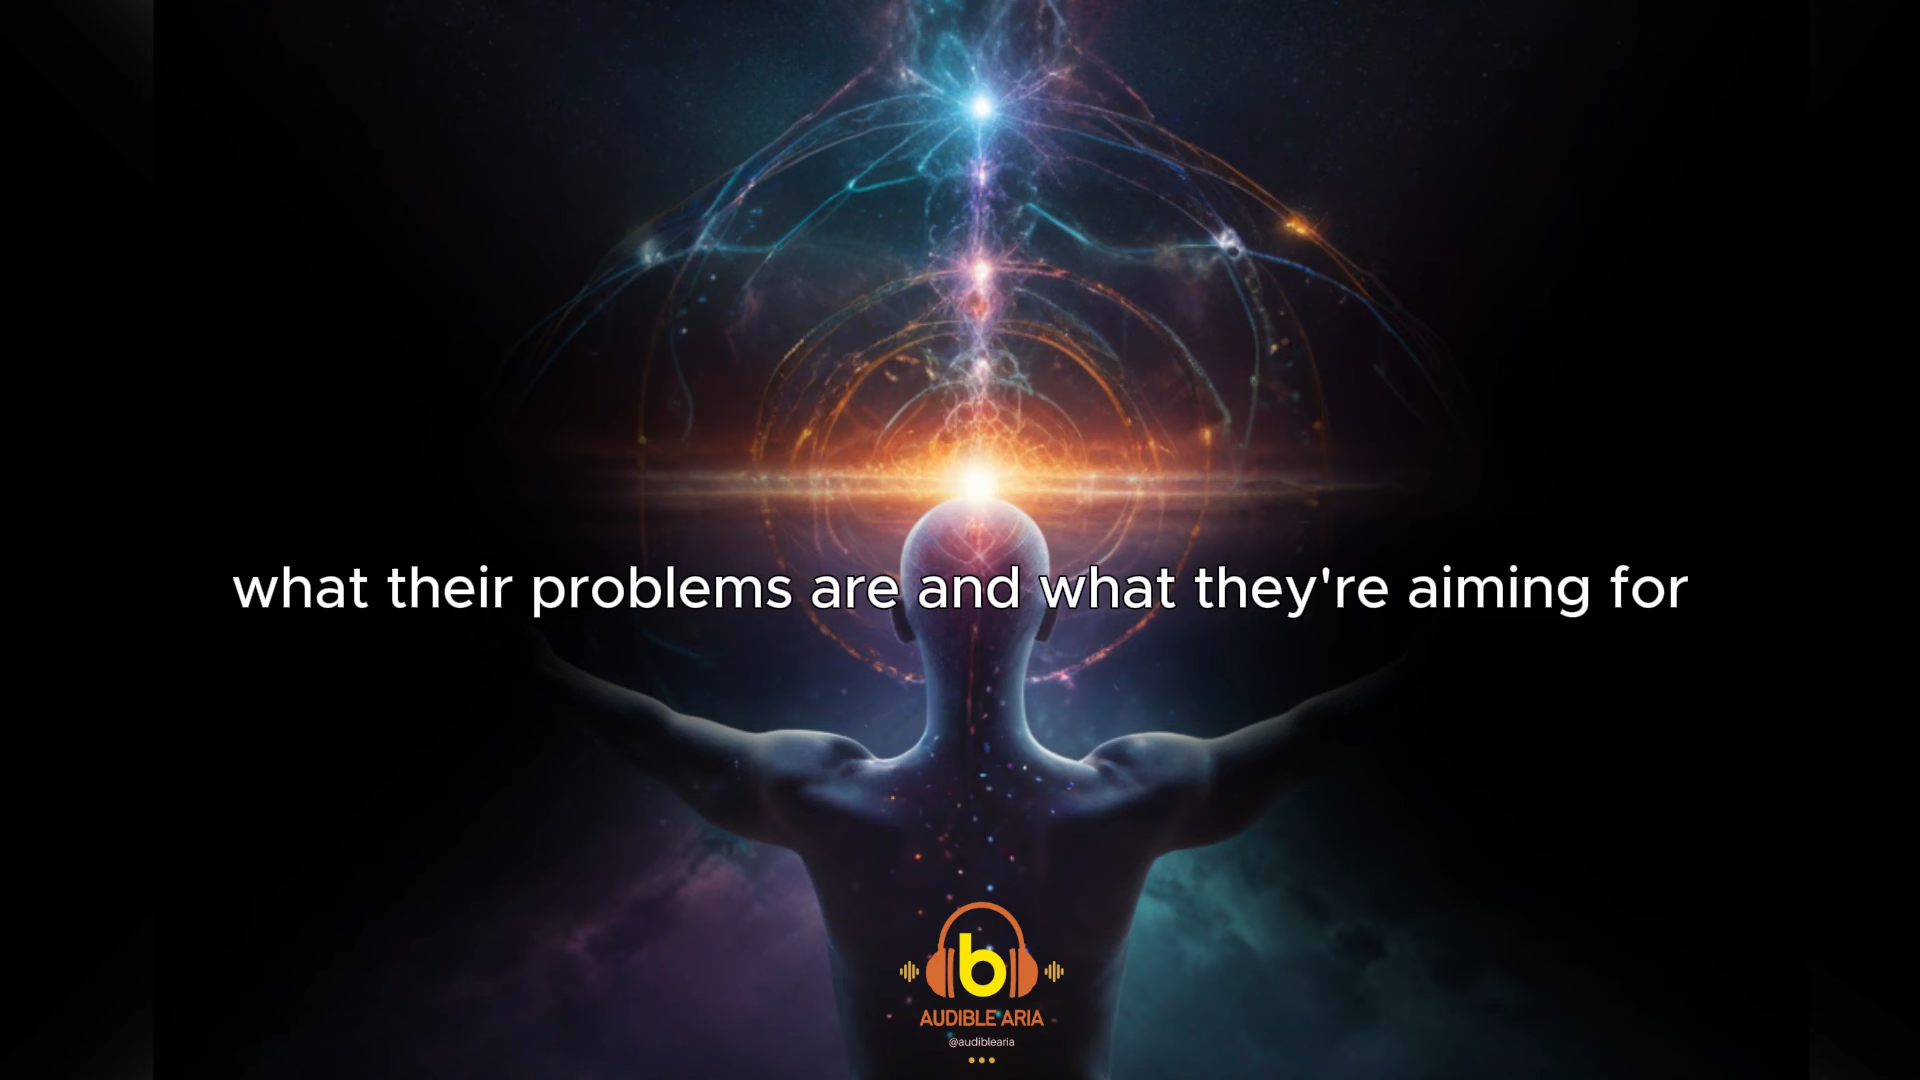 what their problems are and what they're aiming for
b
AUDIBLE ARIA
@audiblearia